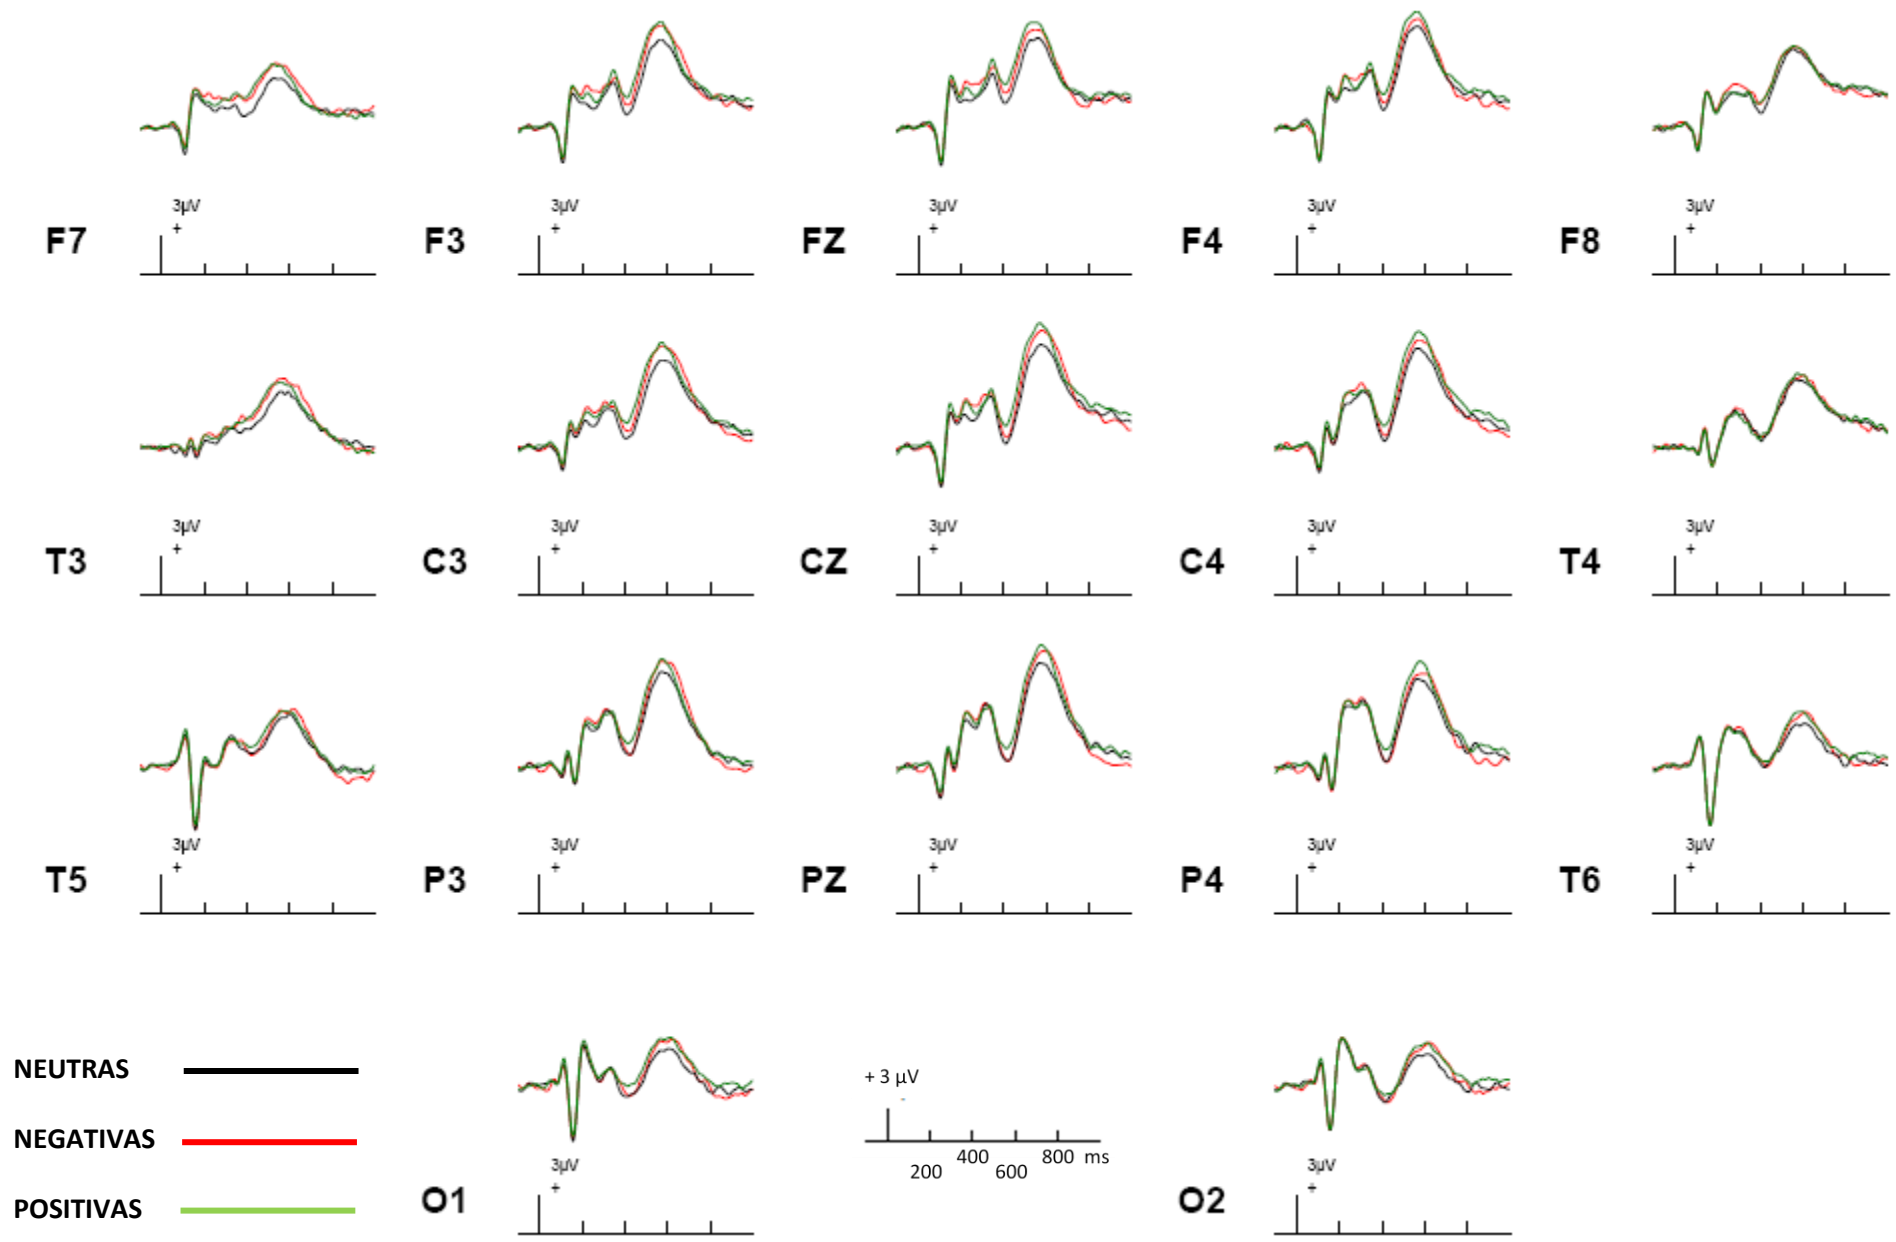 3µV
+
F7
3µV
+
F3
3µV
+
FZ
3µV
+
F4
3µV
+
F8
3µV
+
T3
3µV
+
C3
3µV
+
CZ
3µV
+
C4
3µV
+
T4
3µV
+
T5
3µV
+
P3
3µV
+
PZ
3µV
+
P4
3µV
+
T6
NEUTRAS
NEGATIVAS
POSITIVAS
3µV
+
O1
+ 3 µV
200 400 600 800 ms
3µV
+
O2